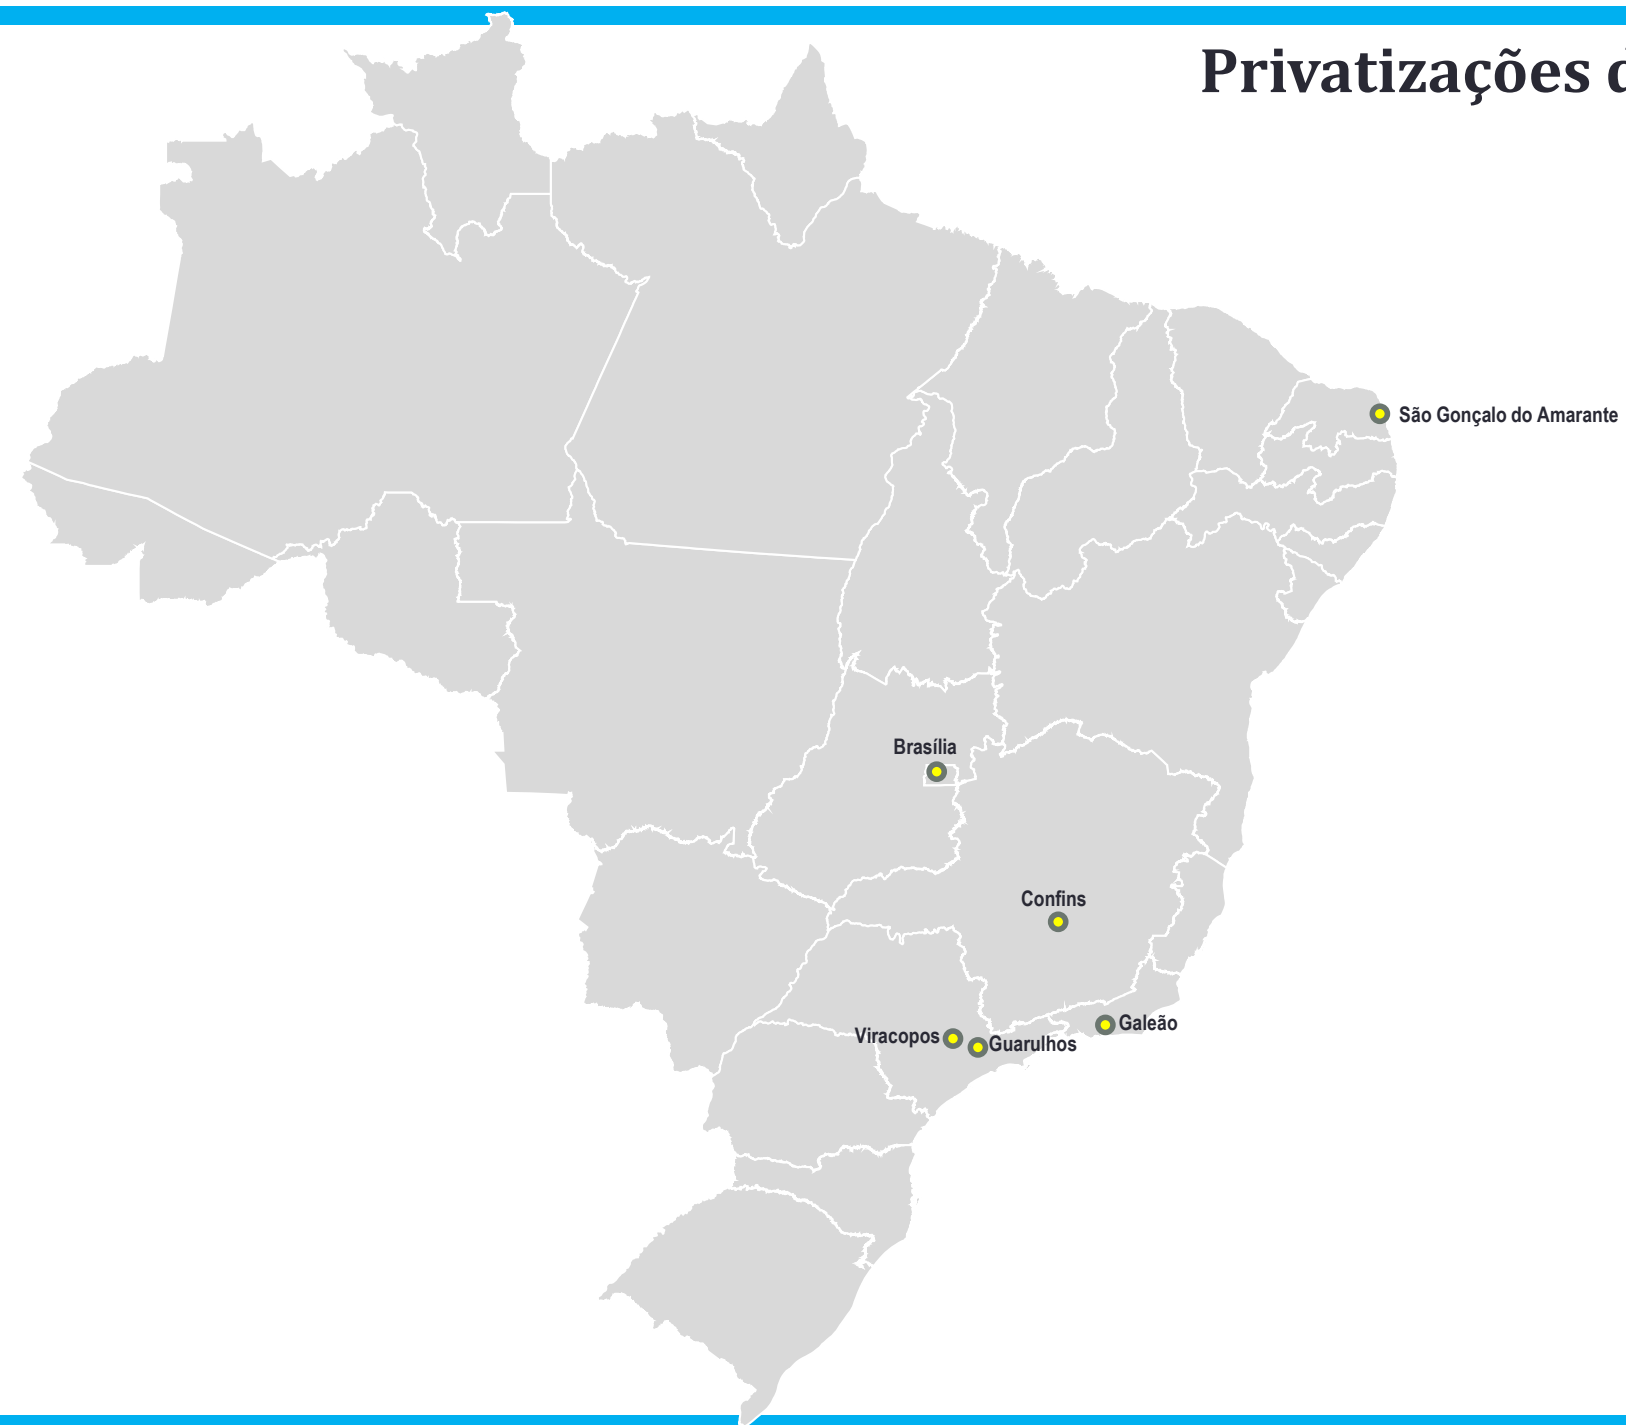 Privatizações d
São Gonçalo do Amarante
Brasília
Confins
Galeão
Viracopos
Guarulhos